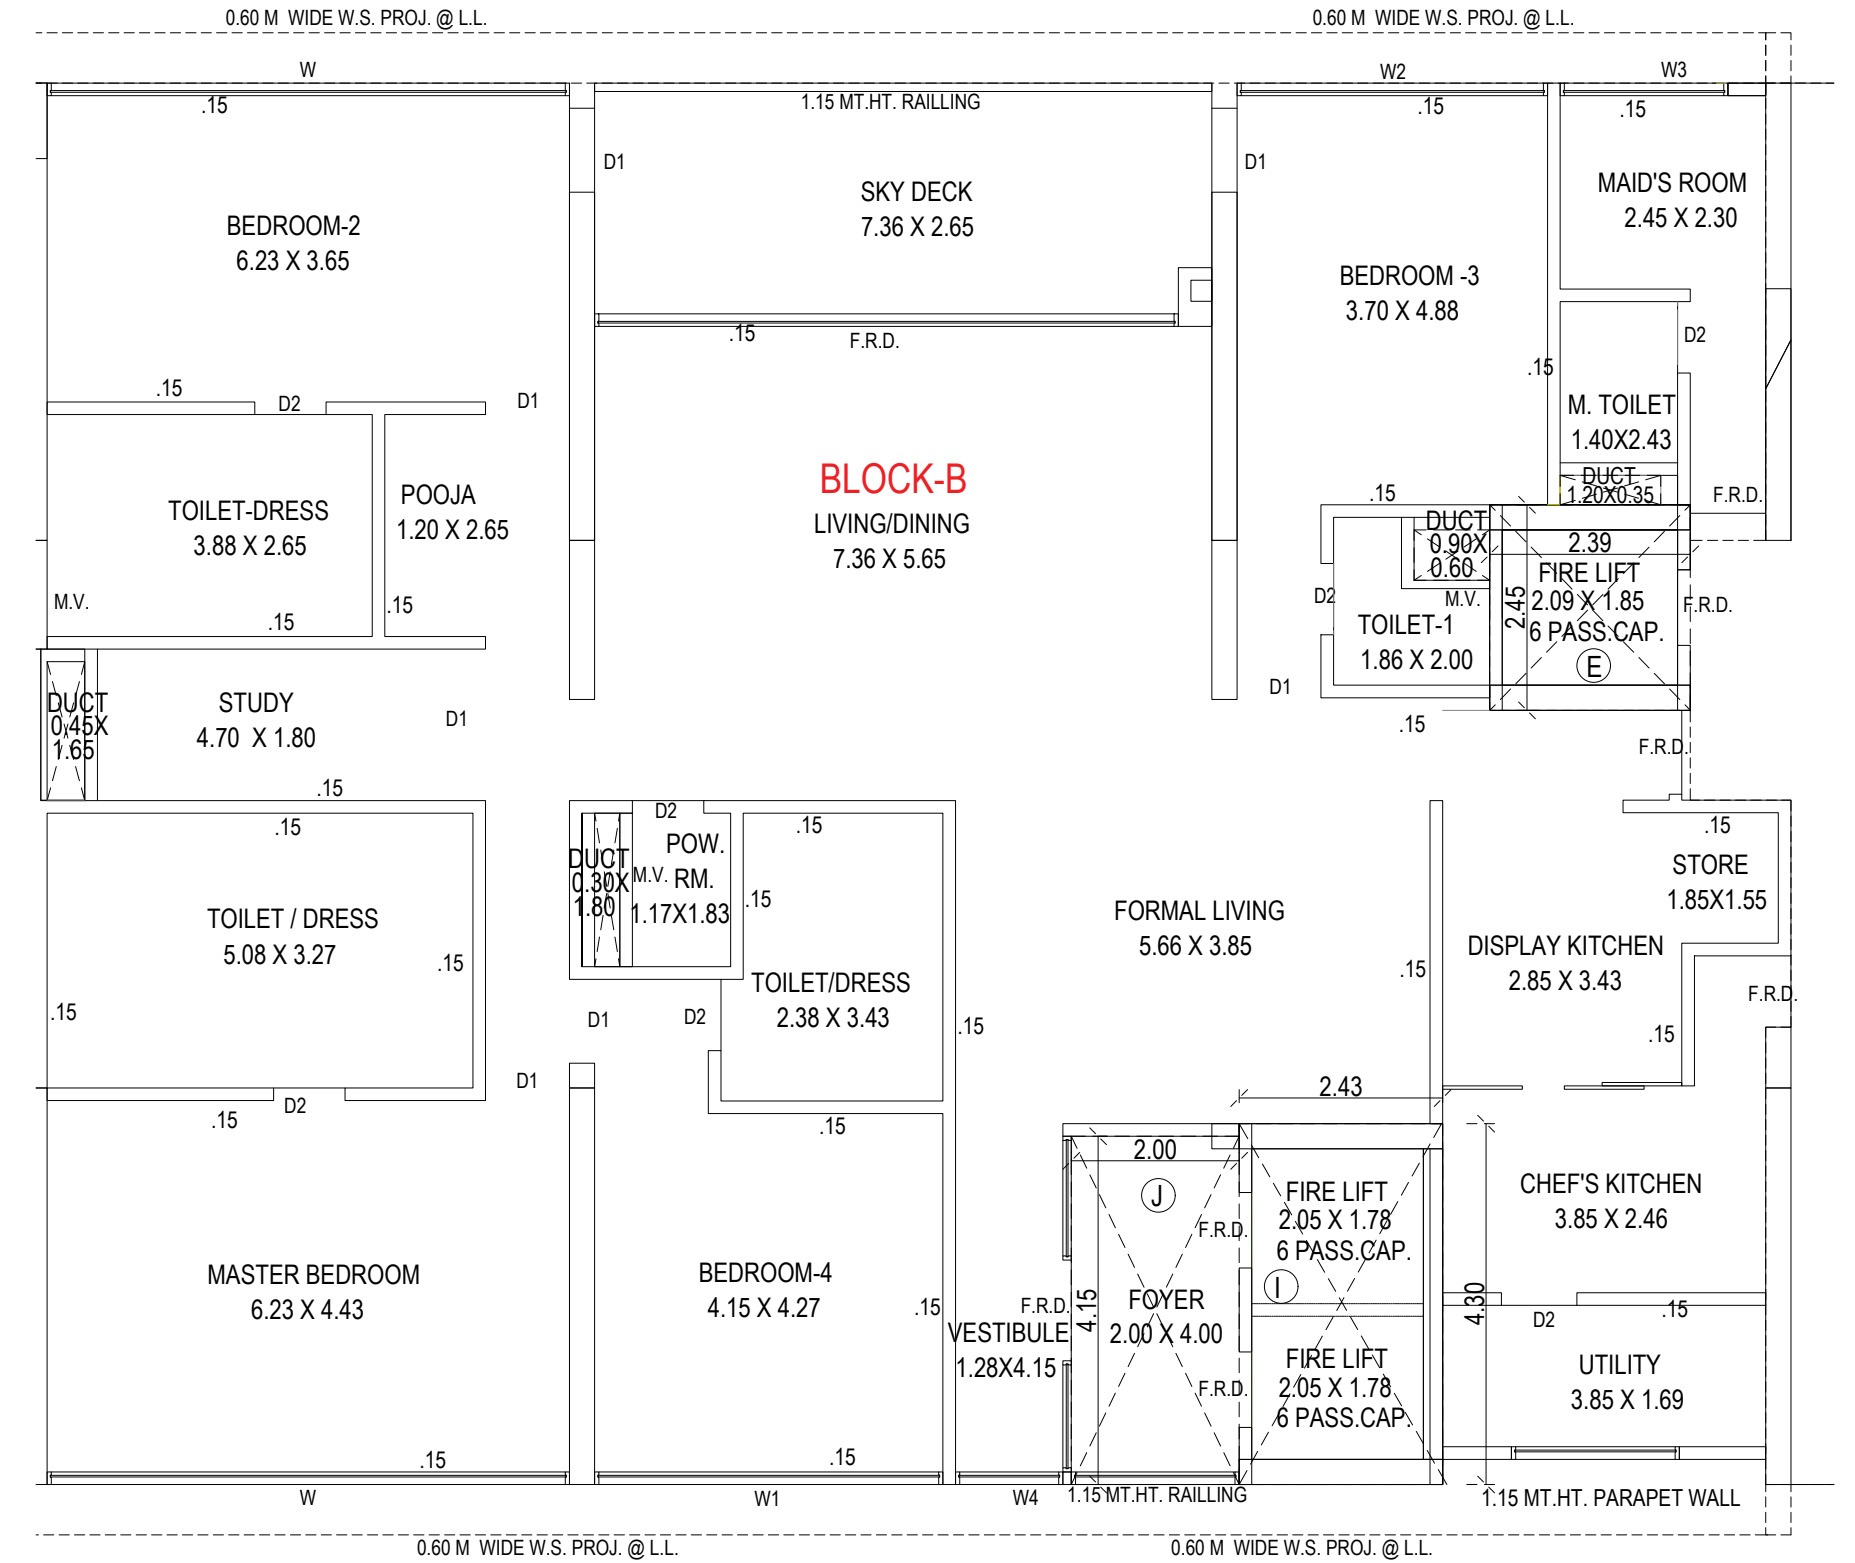 0.60 M WIDE W.S. PROJ. @ L.L.
0.60 M WIDE W.S. PROJ. @ L.L.
W
W2
W3
.15
1.15 MT.HT. RAILLING
.15
.15
D1
D1
BEDROOM-2
6.23 X 3.65
SKY DECK
7.36 X 2.65
MAID'S ROOM
2.45 X 2.30
BEDROOM -3
3.70 X 4.88
.15
F.R.D.
D2
.15
.15
D2
D1
M. TOILET
1.40X2.43
BLOCK-B
LIVING/DINING
7.36 X 5.65
TOILET-DRESS
3.88 X 2.65
POOJA
1.20 X 2.65
DUCT
1.20X0.35
F.R.D.
.15
DUCT
0.90X
0.60
2.39
FIRE LIFT
2.09 X 1.85
6 PASS.CAP.
E
2.45
F.R.D.
M.V.
.15
.15
D2
M.V.
TOILET-1
1.86 X 2.00
D1
.15
F.R.D.
DUCT
0.45X
1.65
STUDY
4.70 X 1.80
D1
.15
.15
D2
.15
.15
DUCT
0.30X
1.80
M.V.
POW.
RM.
1.17X1.83
.15
STORE
1.85X1.55
TOILET / DRESS
5.08 X 3.27
.15
.15
FORMAL LIVING
5.66 X 3.85
.15
DISPLAY KITCHEN
2.85 X 3.43
F.R.D.
TOILET/DRESS
2.38 X 3.43
D1
D2
.15
.15
D1
D2
.15
.15
2.43
2.00
J
FIRE LIFT
2.05 X 1.78
6 PASS.CAP.
F.R.D.
CHEF'S KITCHEN
3.85 X 2.46
MASTER BEDROOM
6.23 X 4.43
BEDROOM-4
4.15 X 4.27
.15
F.R.D.
VESTIBULE
1.28X4.15
4.15
FOYER
2.00 X 4.00
I
4.30
D2
.15
FIRE LIFT
2.05 X 1.78
6 PASS.CAP.
F.R.D.
UTILITY
3.85 X 1.69
.15
.15
W
W1
W4
1.15 MT.HT. RAILLING
1.15 MT.HT. PARAPET WALL
0.60 M WIDE W.S. PROJ. @ L.L.
0.60 M WIDE W.S. PROJ. @ L.L.